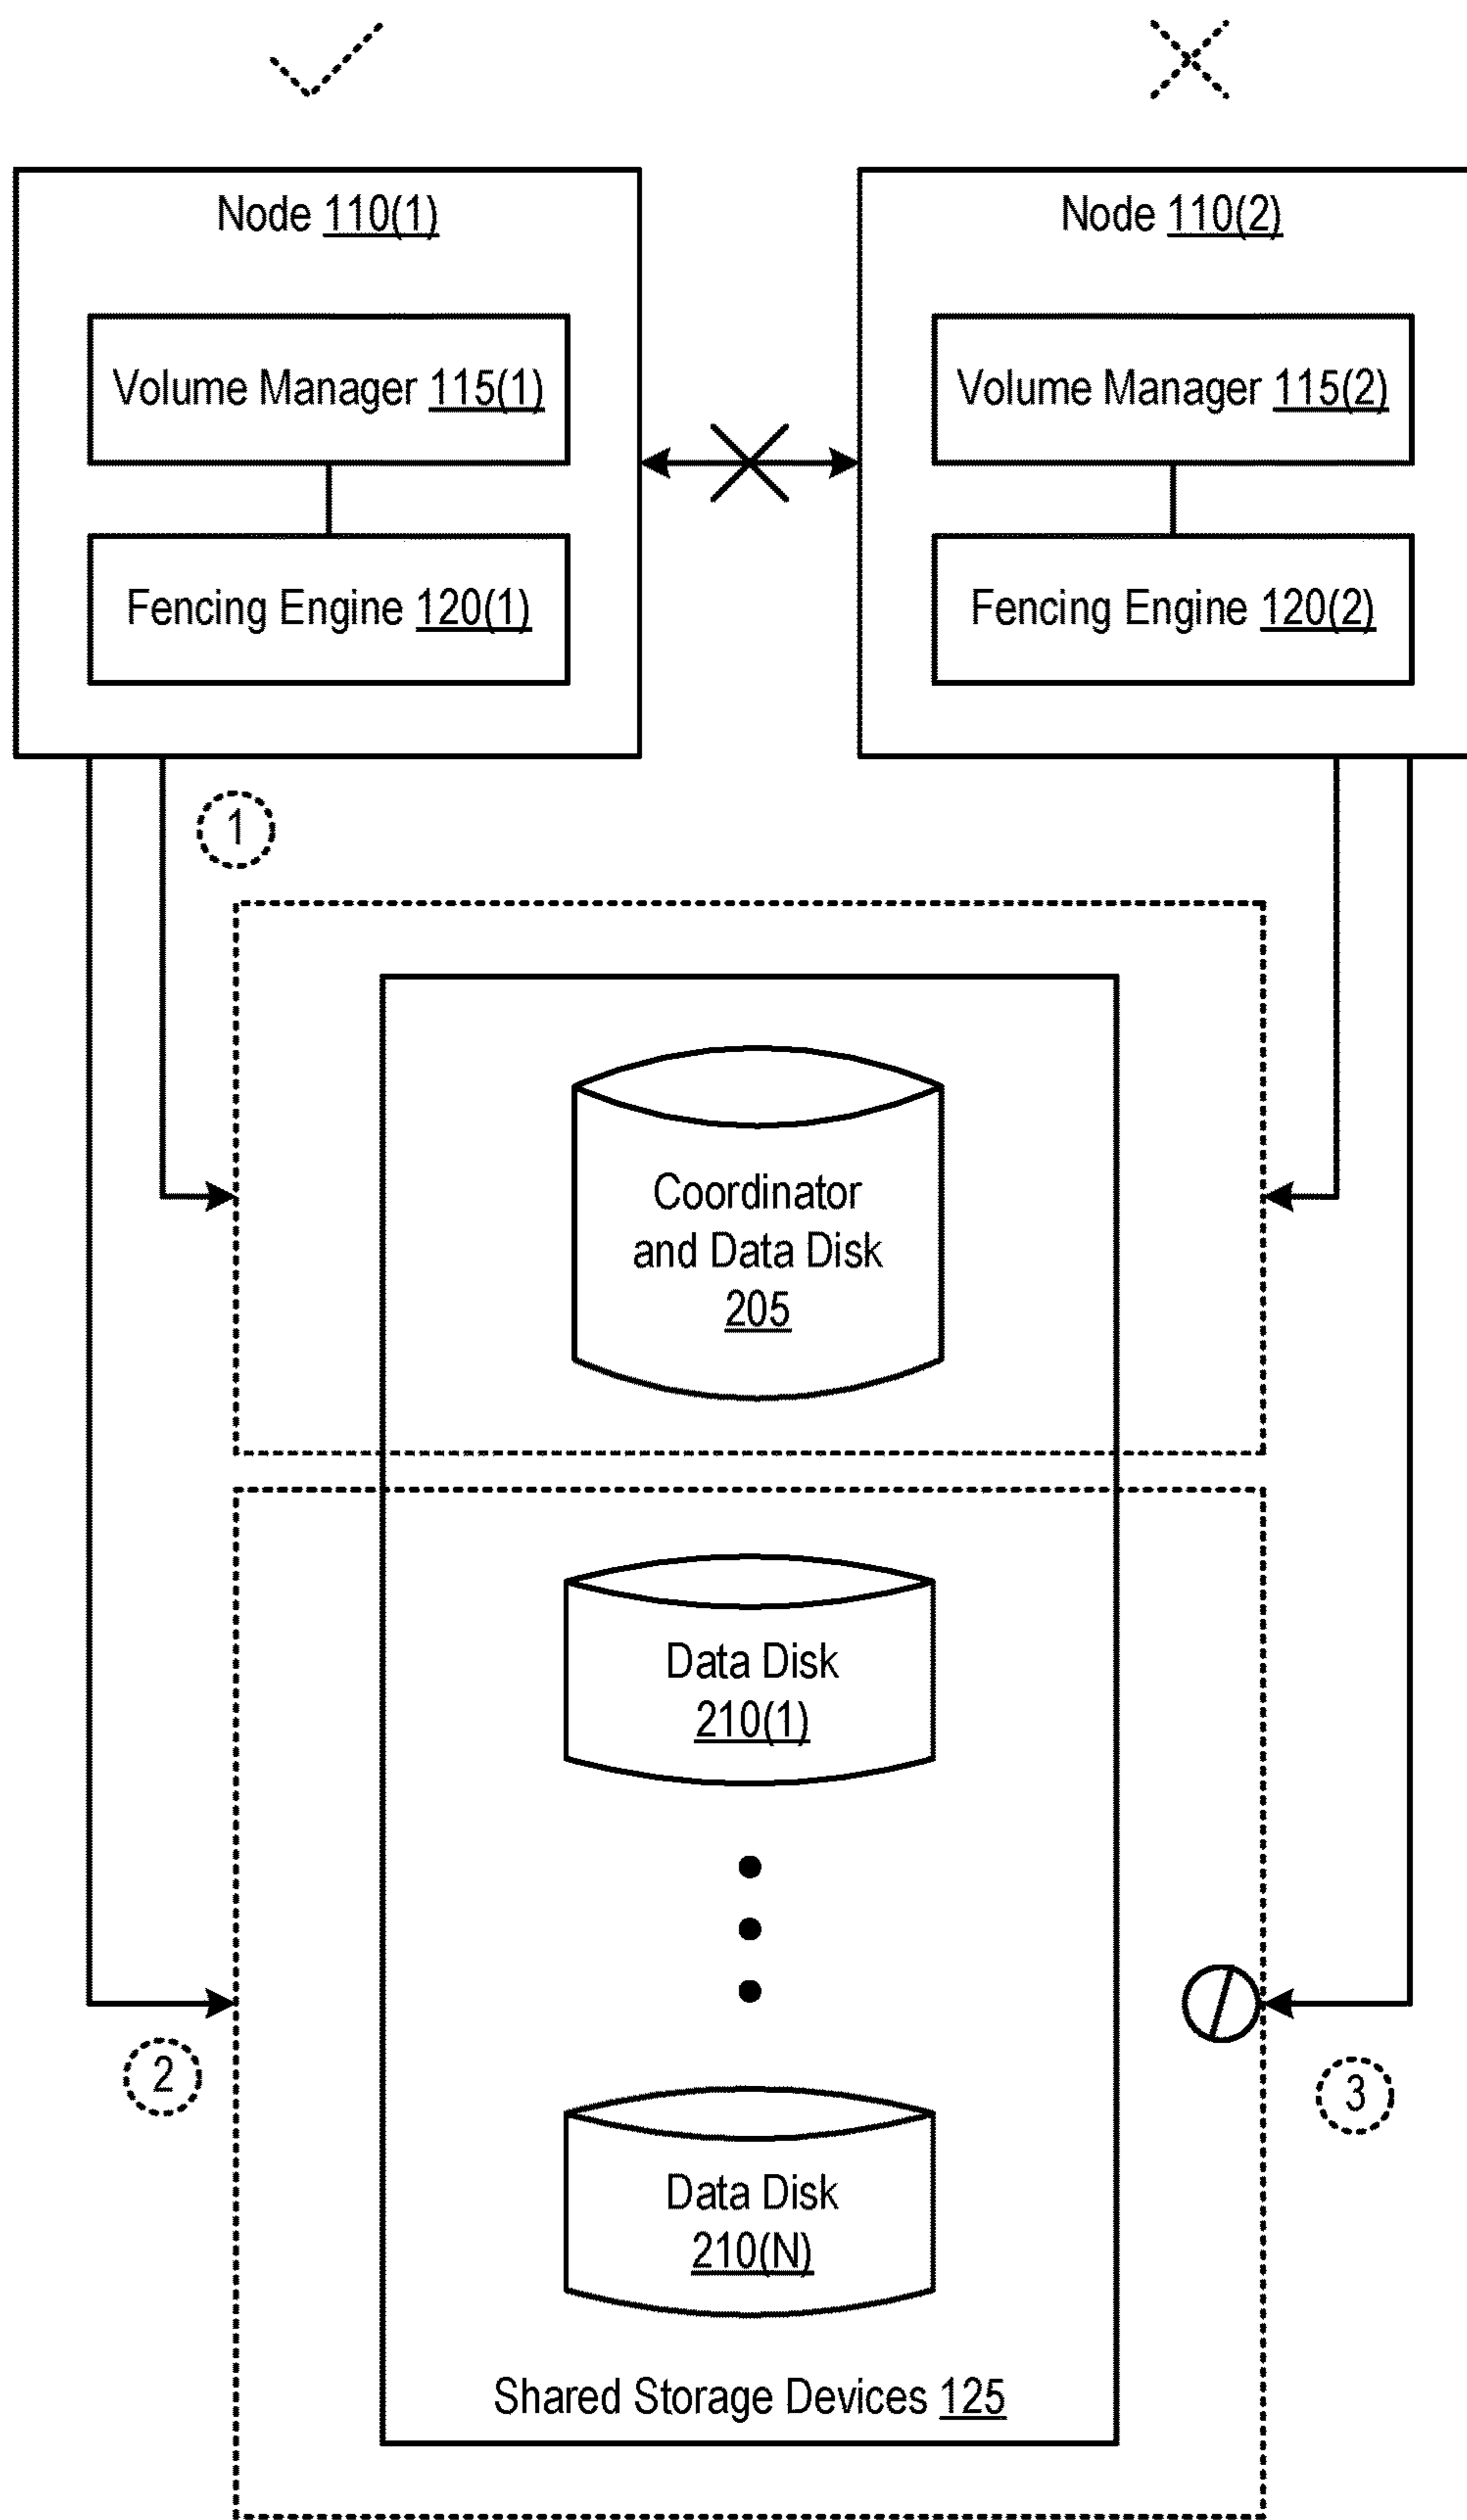 Node 110(1)
Node 110(2)
Volume Manager 115(1)
Volume Manager 115(2)
Fencing Engine 120(1)
Fencing Engine 120(2)
1
Coordinator
and Data Disk
205
Data Disk
210(1)
2
3
Data Disk
210(N)
Shared Storage Devices 125